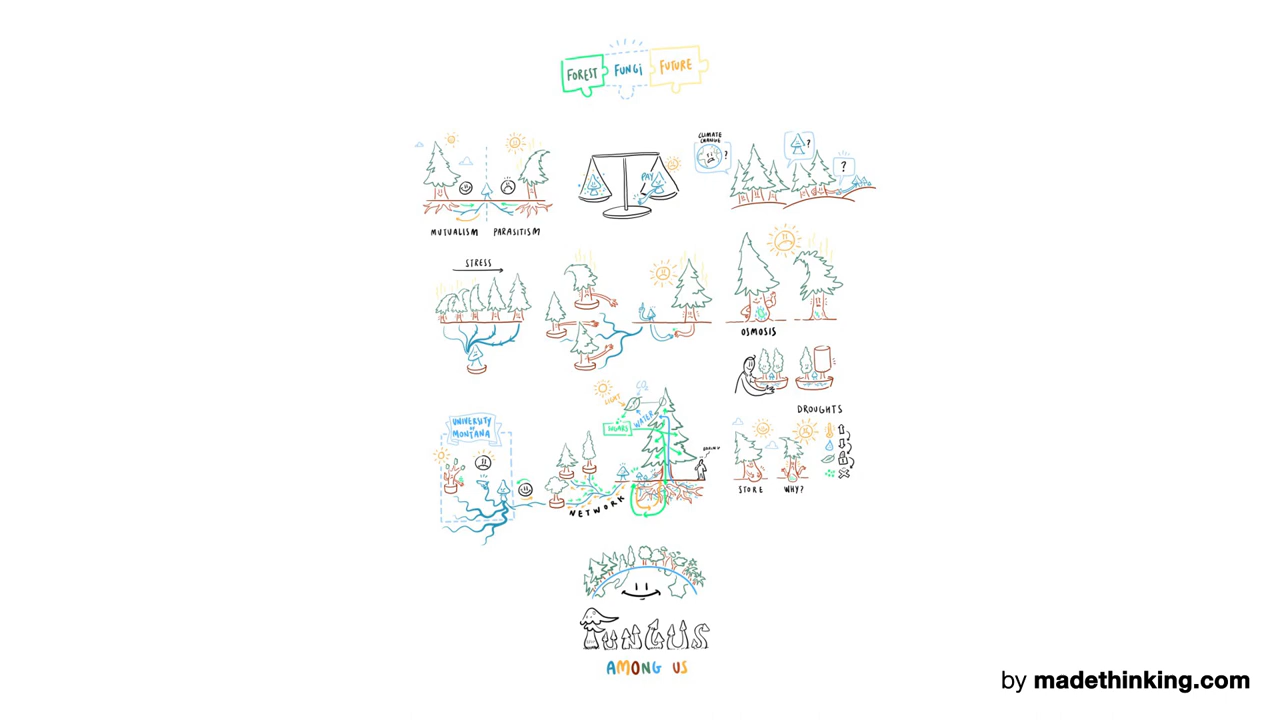 FOREST FUNGi FUTURE
CLIMATE
CHANGE
?
?
?
PAY
MUTUALISM PARASITISM
STRESS
OSMOSIS
CO2
LIGHT
WATER
SUGARS
DROUGHTS
UNIVERSITY
OF
MONTANA
STORE WHY?
NETWORK
FUNGUS
AMONG US
by madethinking.com